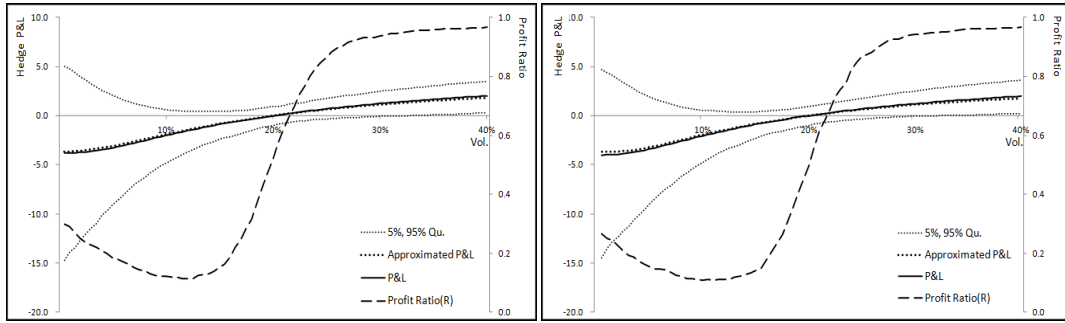 Hedge P&L
10.0
5.0
0.0
-5.0
-10.0
-15.0
-20.0
10%
20%
30%
40%
Vol.
Profit Ratio
1.0
0.8
0.6
0.4
0.2
0.0
5%, 95% Qu.
Approximated P&L
P&L
Profit Ratio(R)
Hedge P&L
10.0
5.0
0.0
-5.0
-10.0
-15.0
-20.0
10%
20%
30%
40%
Vol.
Profit Ratio
1.0
0.8
0.6
0.4
0.2
0.0
5%, 95% Qu.
Approximated P&L
P&L
Profit Ratio(R)